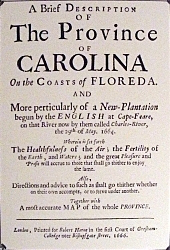 A Brief DESCRIPTION
OF
The Province
OF
CAROLINA
On the COASTS of FLOREDA.
AND
More perticularly of a New-Plantation
begun by the ENGLISH at Cape-Feare,
on that River now by them called Charles-River,
the 29th of May. 1664.
Wherein is set forth
The Healthfulness of the Air; the Fertility of
the Earth, and Waters; and the great Pleasure and
Profit will accrue to those that shall go thither to enjoy
the same.
Also,
Directions and advice to such as shall go thither whether
on their own accompts, or to serve under another.
Together with
A most accurate MAP of the whole PROVINCE.
London, Printed for Robert Horne in the first Court of Gresham-
Colledge neer Bishopsgate street. 1666.